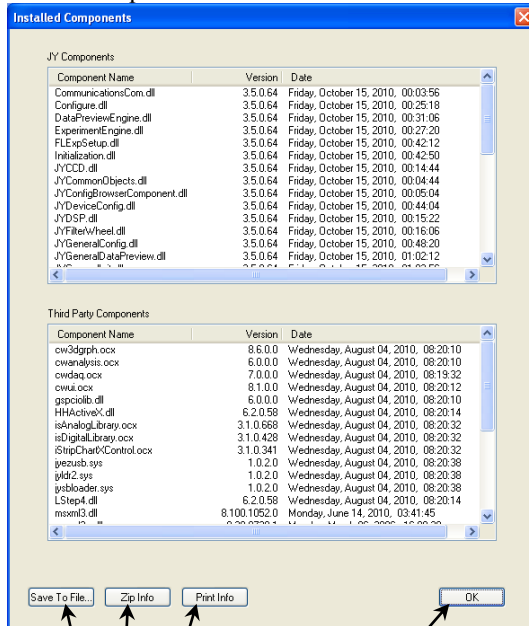 Installed Components
JY Components
Component Name Version Date
CommunicationsCom.dll 3.5.0.64 Friday, October 15, 2010, 00:03:56
Configure.dll 3.5.0.64 Friday, October 15, 2010, 00:25:18
DataPreviewEngine.dll 3.5.0.64 Friday, October 15, 2010, 00:31:06
ExperimentEngine.dll 3.5.0.64 Friday, October 15, 2010, 00:27:20
FLExpSetup.dll 3.5.0.64 Friday, October 15, 2010, 00:42:12
Initialization.dll 3.5.0.64 Friday, October 15, 2010, 00:42:50
JYCCD.dll 3.5.0.64 Friday, October 15, 2010, 00:14:44
JYCommonObjects.dll 3.5.0.64 Friday, October 15, 2010, 00:04:44
JYConfigBrowserComponent.dll 3.5.0.64 Friday, October 15, 2010, 00:05:04
JYDeviceConfig.dll 3.5.0.64 Friday, October 15, 2010, 00:44:04
JYDSP.dll 3.5.0.64 Friday, October 15, 2010, 00:15:22
JYFilterWheel.dll 3.5.0.64 Friday, October 15, 2010, 00:16:06
JYGeneralConfig.dll 3.5.0.64 Friday, October 15, 2010, 00:48:20
JYGeneralDataPreview.dll 3.5.0.64 Friday, October 15, 2010, 01:02:12
Third Party Components
Component Name Version Date
cw3dgrph.ocx 8.6.0.0 Wednesday, August 04, 2010, 08:20:10
cwanalysis.ocx 6.0.0.0 Wednesday, August 04, 2010, 08:20:10
cwdaq.ocx 7.0.0.0 Wednesday, August 04, 2010, 08:19:32
cwui.ocx 8.1.0.0 Wednesday, August 04, 2010, 08:20:12
gspciolib.dll 6.0.0.0 Wednesday, August 04, 2010, 08:20:10
HHActiveX.dll 6.2.0.58 Wednesday, August 04, 2010, 08:20:14
isAnalogLibrary.ocx 3.1.0.668 Wednesday, August 04, 2010, 08:20:32
isDigitalLibrary.ocx 3.1.0.428 Wednesday, August 04, 2010, 08:20:32
iStripChartXControl.ocx 3.1.0.341 Wednesday, August 04, 2010, 08:20:32
jyezusb.sys 1.0.2.0 Wednesday, August 04, 2010, 08:20:38
jyldr2.sys 1.0.2.0 Wednesday, August 04, 2010, 08:20:38
jysbloader.sys 1.0.2.0 Wednesday, August 04, 2010, 08:20:38
LStep4.dll 6.2.0.58 Wednesday, August 04, 2010, 08:20:14
msxml3.dll 8.100.1052.0 Monday, June 14, 2010, 03:41:45
Save To File... Zip Info Print Info OK